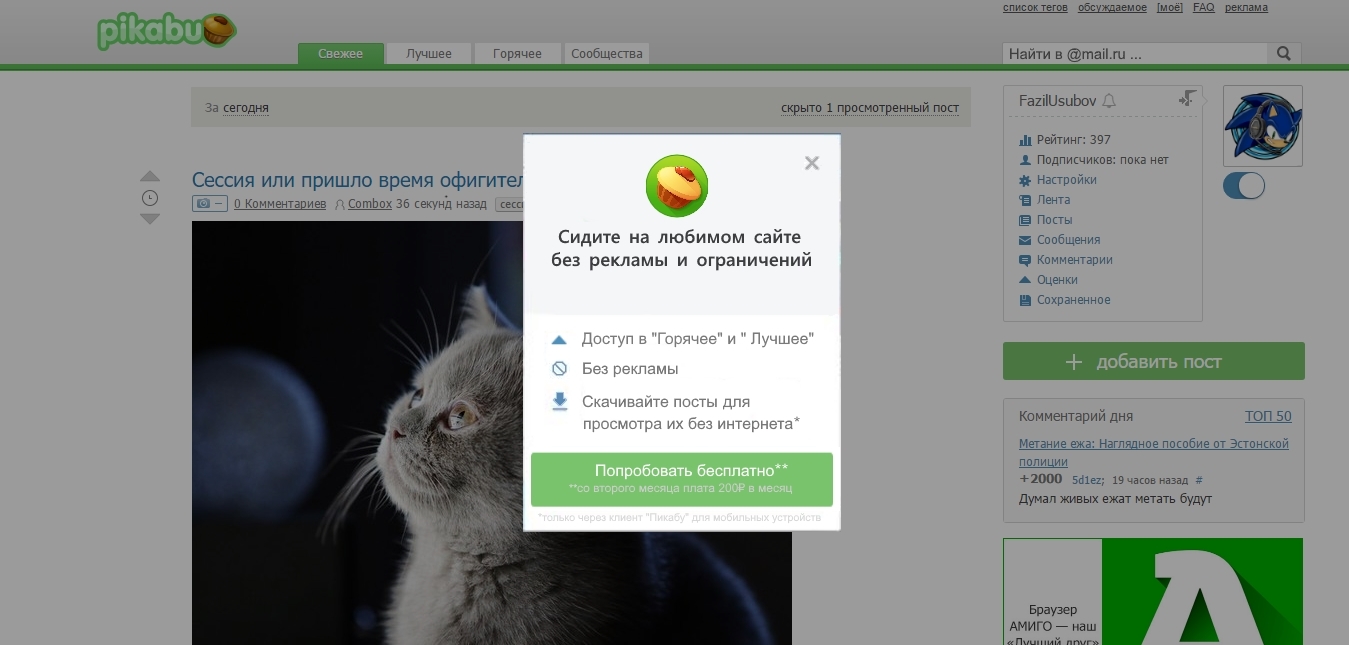 список тегов обсуждаемое [моё] FAQ реклама
pikabu
Свежее Лучшее Горячее Сообщества
Найти в @mail.ru ...
За сегодня
скрыто 1 просмотренный пост
FazilUsubov
Рейтинг: 397
Подписчиков: пока нет
Настройки
Лента
Посты
Сообщения
Комментарии
Оценки
Сохраненное
Сессия или пришло время офигител
0 Комментариев Combox 36 секунд назад сесс
Сидите на любимом сайте
без рекламы и ограничений
Доступ в "Горячее" и " Лучшее"
Без рекламы
Скачивайте посты для
просмотра их без интернета*
Попробовать бесплатно**
**со второго месяца плата 200₽ в месяц
*только через клиент "Пикабу" для мобильных устройств
добавить пост
Комментарий дня ТОП 50
Метание ежа: Наглядное пособие от Эстонской
полиции
+2000 5d1ez; 19 часов назад #
Думал живых ежат метать будут
Браузер
АМИГО — наш
«Лучший друг»